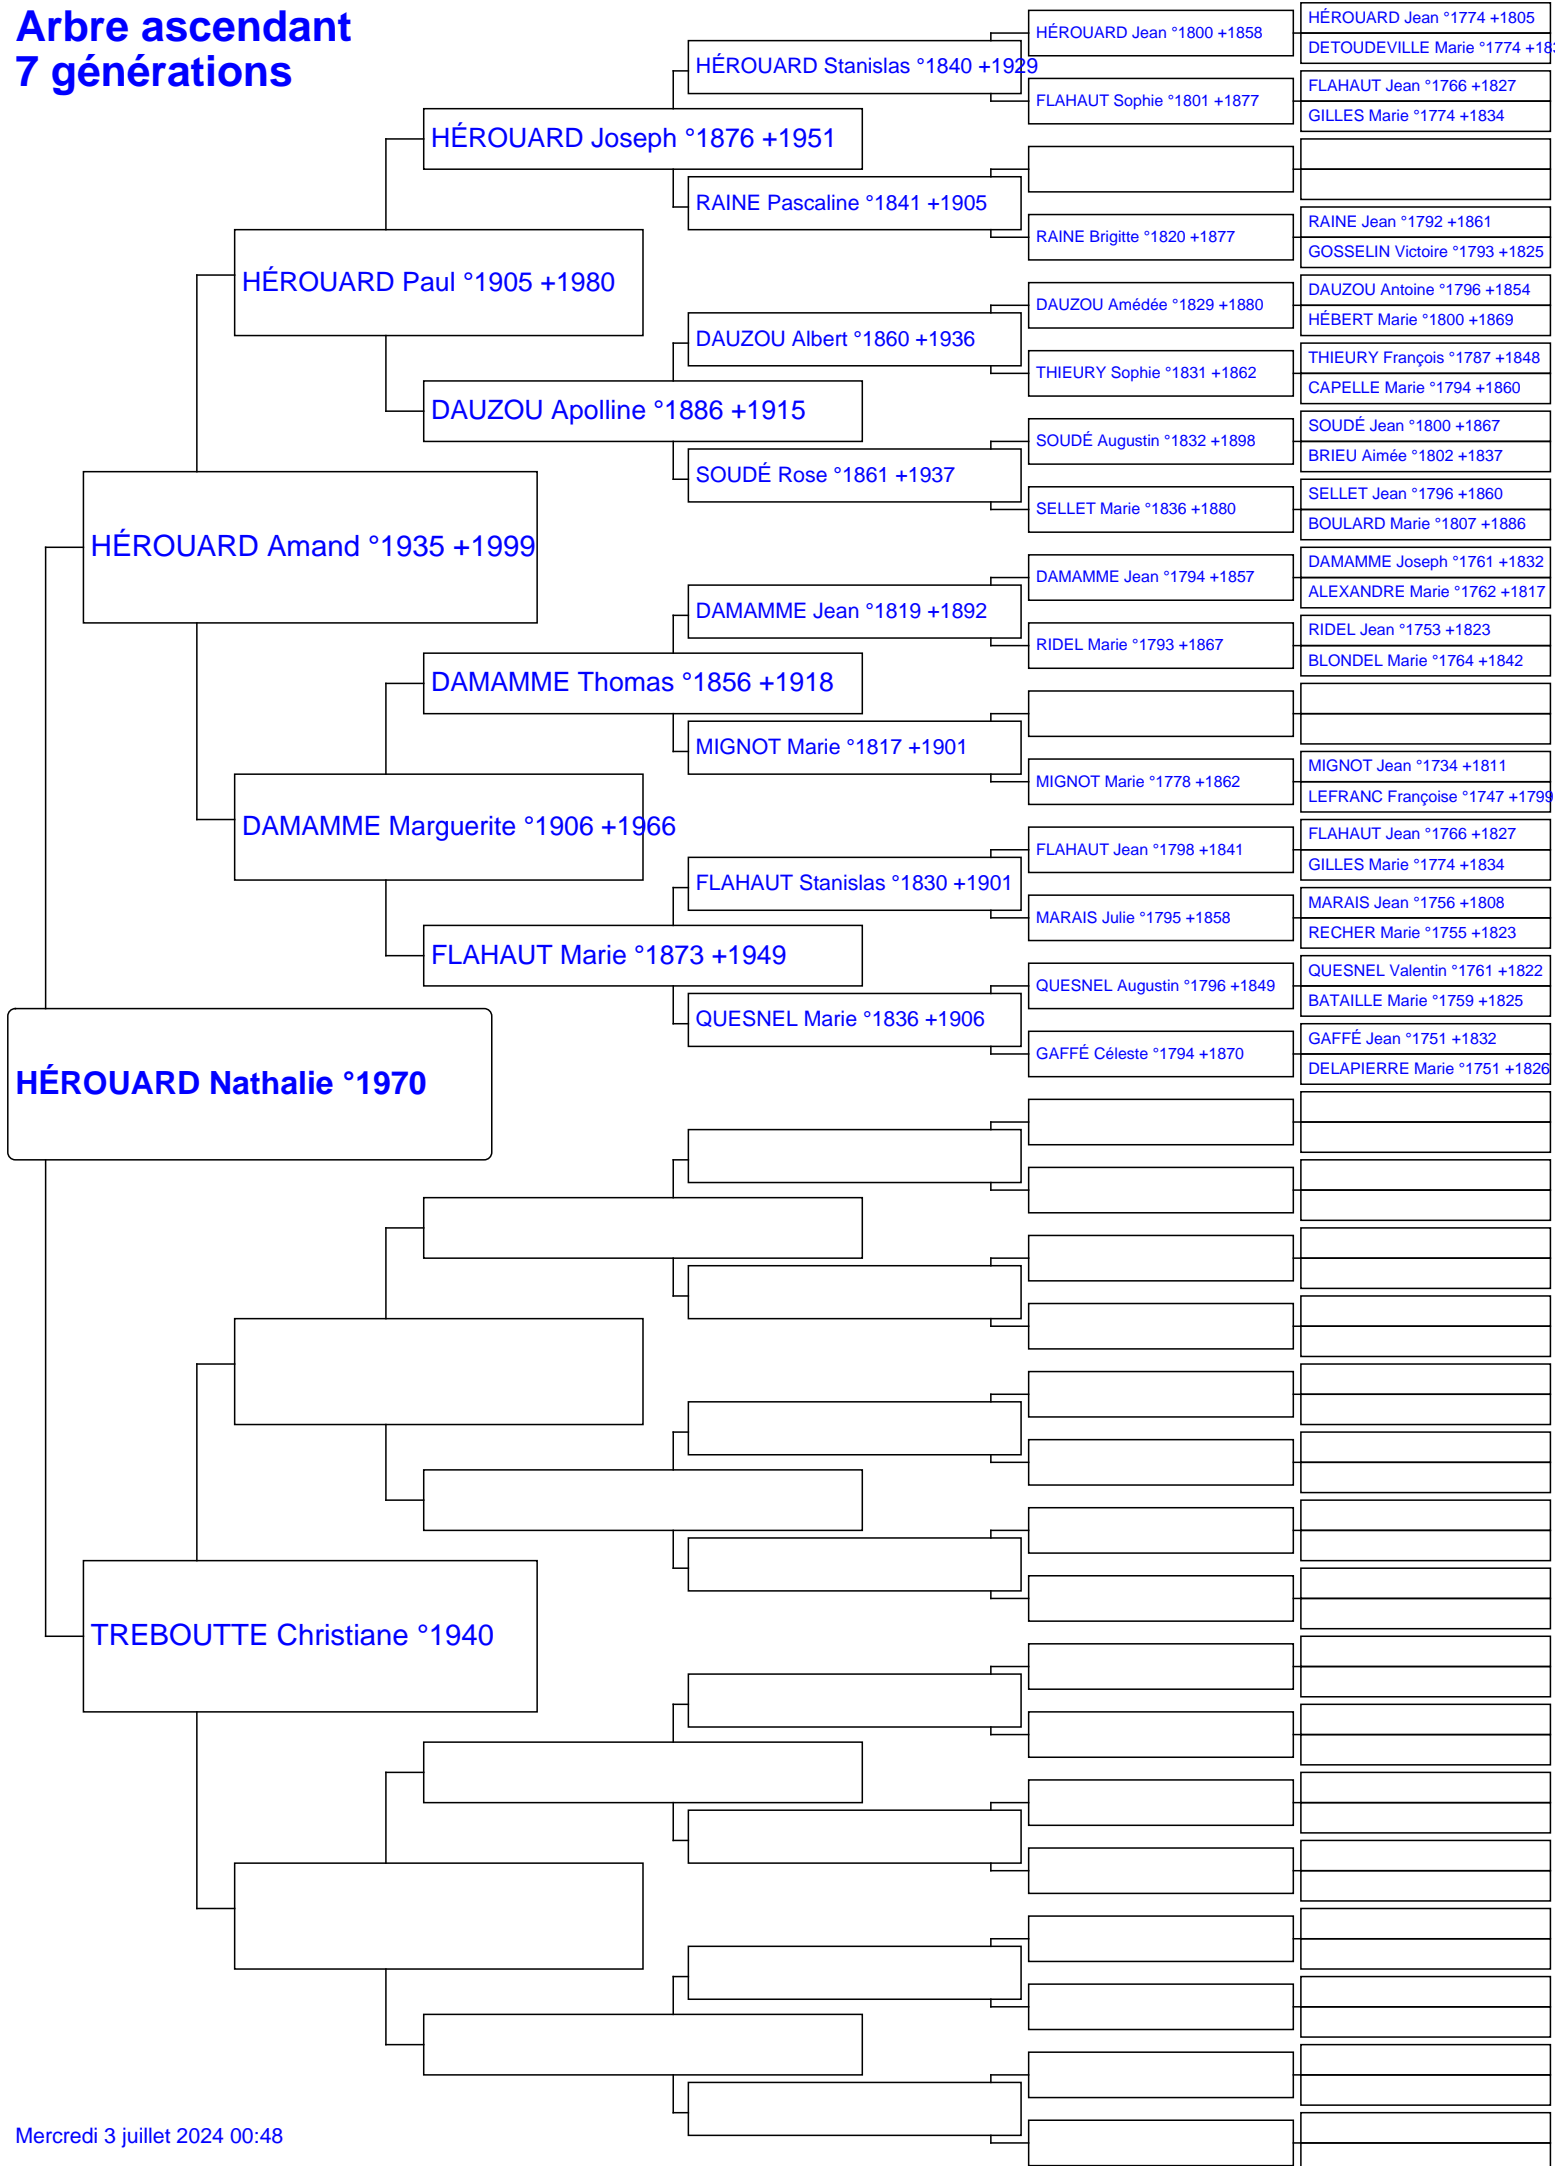 Arbre ascendant
7 générations
HÉROUARD Nathalie °1970
HÉROUARD Amand °1935 +1999
TREBOUTTE Christiane °1940
HÉROUARD Paul °1905 +1980
DAMAMME Marguerite °1906 +1966
HÉROUARD Joseph °1876 +1951
DAUZOU Apolline °1886 +1915
DAMAMME Thomas °1856 +1918
FLAHAUT Marie °1873 +1949
HÉROUARD Stanislas °1840 +1929
RAINE Pascaline °1841 +1905
DAUZOU Albert °1860 +1936
SOUDÉ Rose °1861 +1937
DAMAMME Jean °1819 +1892
MIGNOT Marie °1817 +1901
FLAHAUT Stanislas °1830 +1901
QUESNEL Marie °1836 +1906
HÉROUARD Jean °1800 +1858
FLAHAUT Sophie °1801 +1877
RAINE Brigitte °1820 +1877
DAUZOU Amédée °1829 +1880
THIEURY Sophie °1831 +1862
SOUDÉ Augustin °1832 +1898
SELLET Marie °1836 +1880
DAMAMME Jean °1794 +1857
RIDEL Marie °1793 +1867
MIGNOT Marie °1778 +1862
FLAHAUT Jean °1798 +1841
MARAIS Julie °1795 +1858
QUESNEL Augustin °1796 +1849
GAFFÉ Céleste °1794 +1870
HÉROUARD Jean °1774 +1805
DETOUDEVILLE Marie °1774
FLAHAUT Jean °1766 +1827
GILLES Marie °1774 +1834
RAINE Jean °1792 +1861
GOSSELIN Victoire °1793 +1825
DAUZOU Antoine °1796 +1854
HÉBERT Marie °1800 +1869
THIEURY François °1787 +1848
CAPELLE Marie °1794 +1860
SOUDÉ Jean °1800 +1867
BRIEU Aimée °1802 +1837
SELLET Jean °1796 +1860
BOULARD Marie °1807 +1886
DAMAMME Joseph °1761 +1832
ALEXANDRE Marie °1762 +1817
RIDEL Jean °1753 +1823
BLONDEL Marie °1764 +1842
MIGNOT Jean °1734 +1811
LEFRANC Françoise °1747 +1799
FLAHAUT Jean °1766 +1827
GILLES Marie °1774 +1834
MARAIS Jean °1756 +1808
RECHER Marie °1755 +1823
QUESNEL Valentin °1761 +1822
BATAILLE Marie °1759 +1825
GAFFÉ Jean °1751 +1832
DELAPIERRE Marie °1751 +1826
Mercredi 3 juillet 2024 00:48